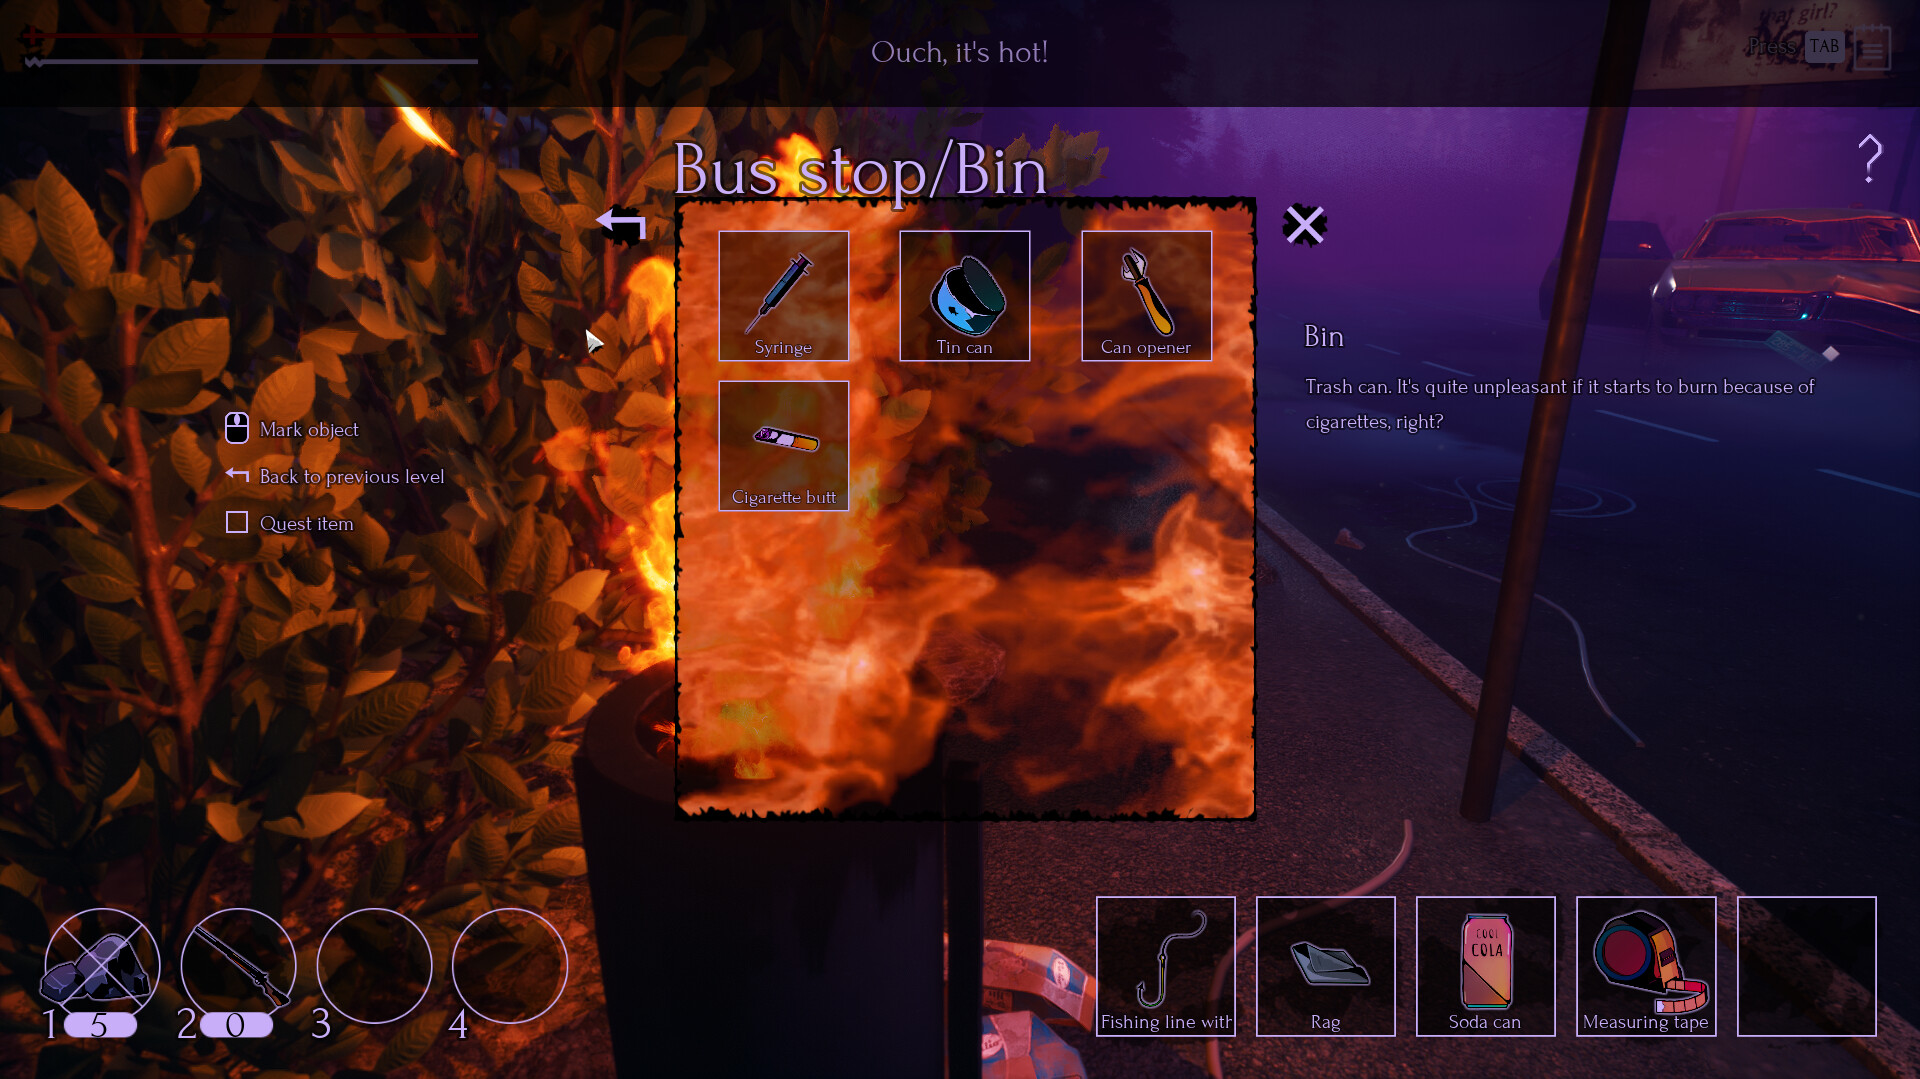 that girl?
Ouch, it's hot!
Press TAB
Bus stop/Bin
?
Syringe
Tin can
Can opener
Cigarette butt
Bin
Trash can. It's quite unpleasant if it starts to burn because of
cigarettes, right?
Mark object
Back to previous level
Quest item
1 5
2 0
3
4
Fishing line with
Rag
COOL
COLA
Soda can
Measuring tape